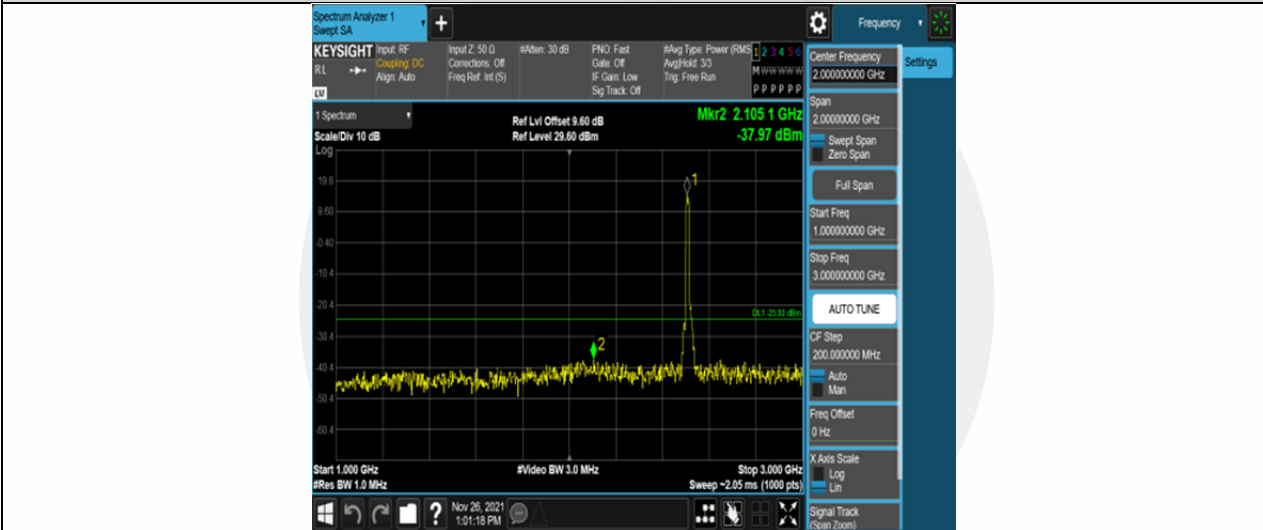 Spectrum Analyzer 1
Swept SA
Frequency
KEYSIGHT
RL
LV
Input: RF
Coupling: DC
Align: Auto
Input Z: 50 Ω
Corrections: Off
Freq Ref: Int (S)
#Atten: 30 dB
PNO: Fast
Gate: Off
IF Gain: Low
Sig Track: Off
#Avg Type: Power (RMS
Avg|Hold: 3/3
Trig: Free Run
1 2 3 4 5 6
M W W W W W
P P P P P P
1 Spectrum
Scale/Div 10 dB
Log
Ref Lvl Offset 9.60 dB
Ref Level 29.60 dBm
Mkr2 2.105 1 GHz
-37.97 dBm
19.6
9.60
-0.40
-10.4
-20.4
-30.4
-40.4
-50.4
-60.4
1
2
DL1 -25.00 dBm
Start 1.000 GHz
#Res BW 1.0 MHz
#Video BW 3.0 MHz
Stop 3.000 GHz
Sweep ~2.05 ms (1000 pts)
Nov 26, 2021
1:01:18 PM
Center Frequency
2.000000000 GHz
Span
2.00000000 GHz
Swept Span
Zero Span
Full Span
Start Freq
1.000000000 GHz
Stop Freq
3.000000000 GHz
AUTO TUNE
CF Step
200.000000 MHz
Auto
Man
Freq Offset
0 Hz
X Axis Scale
Log
Lin
Signal Track
(Span Zoom)
Settings